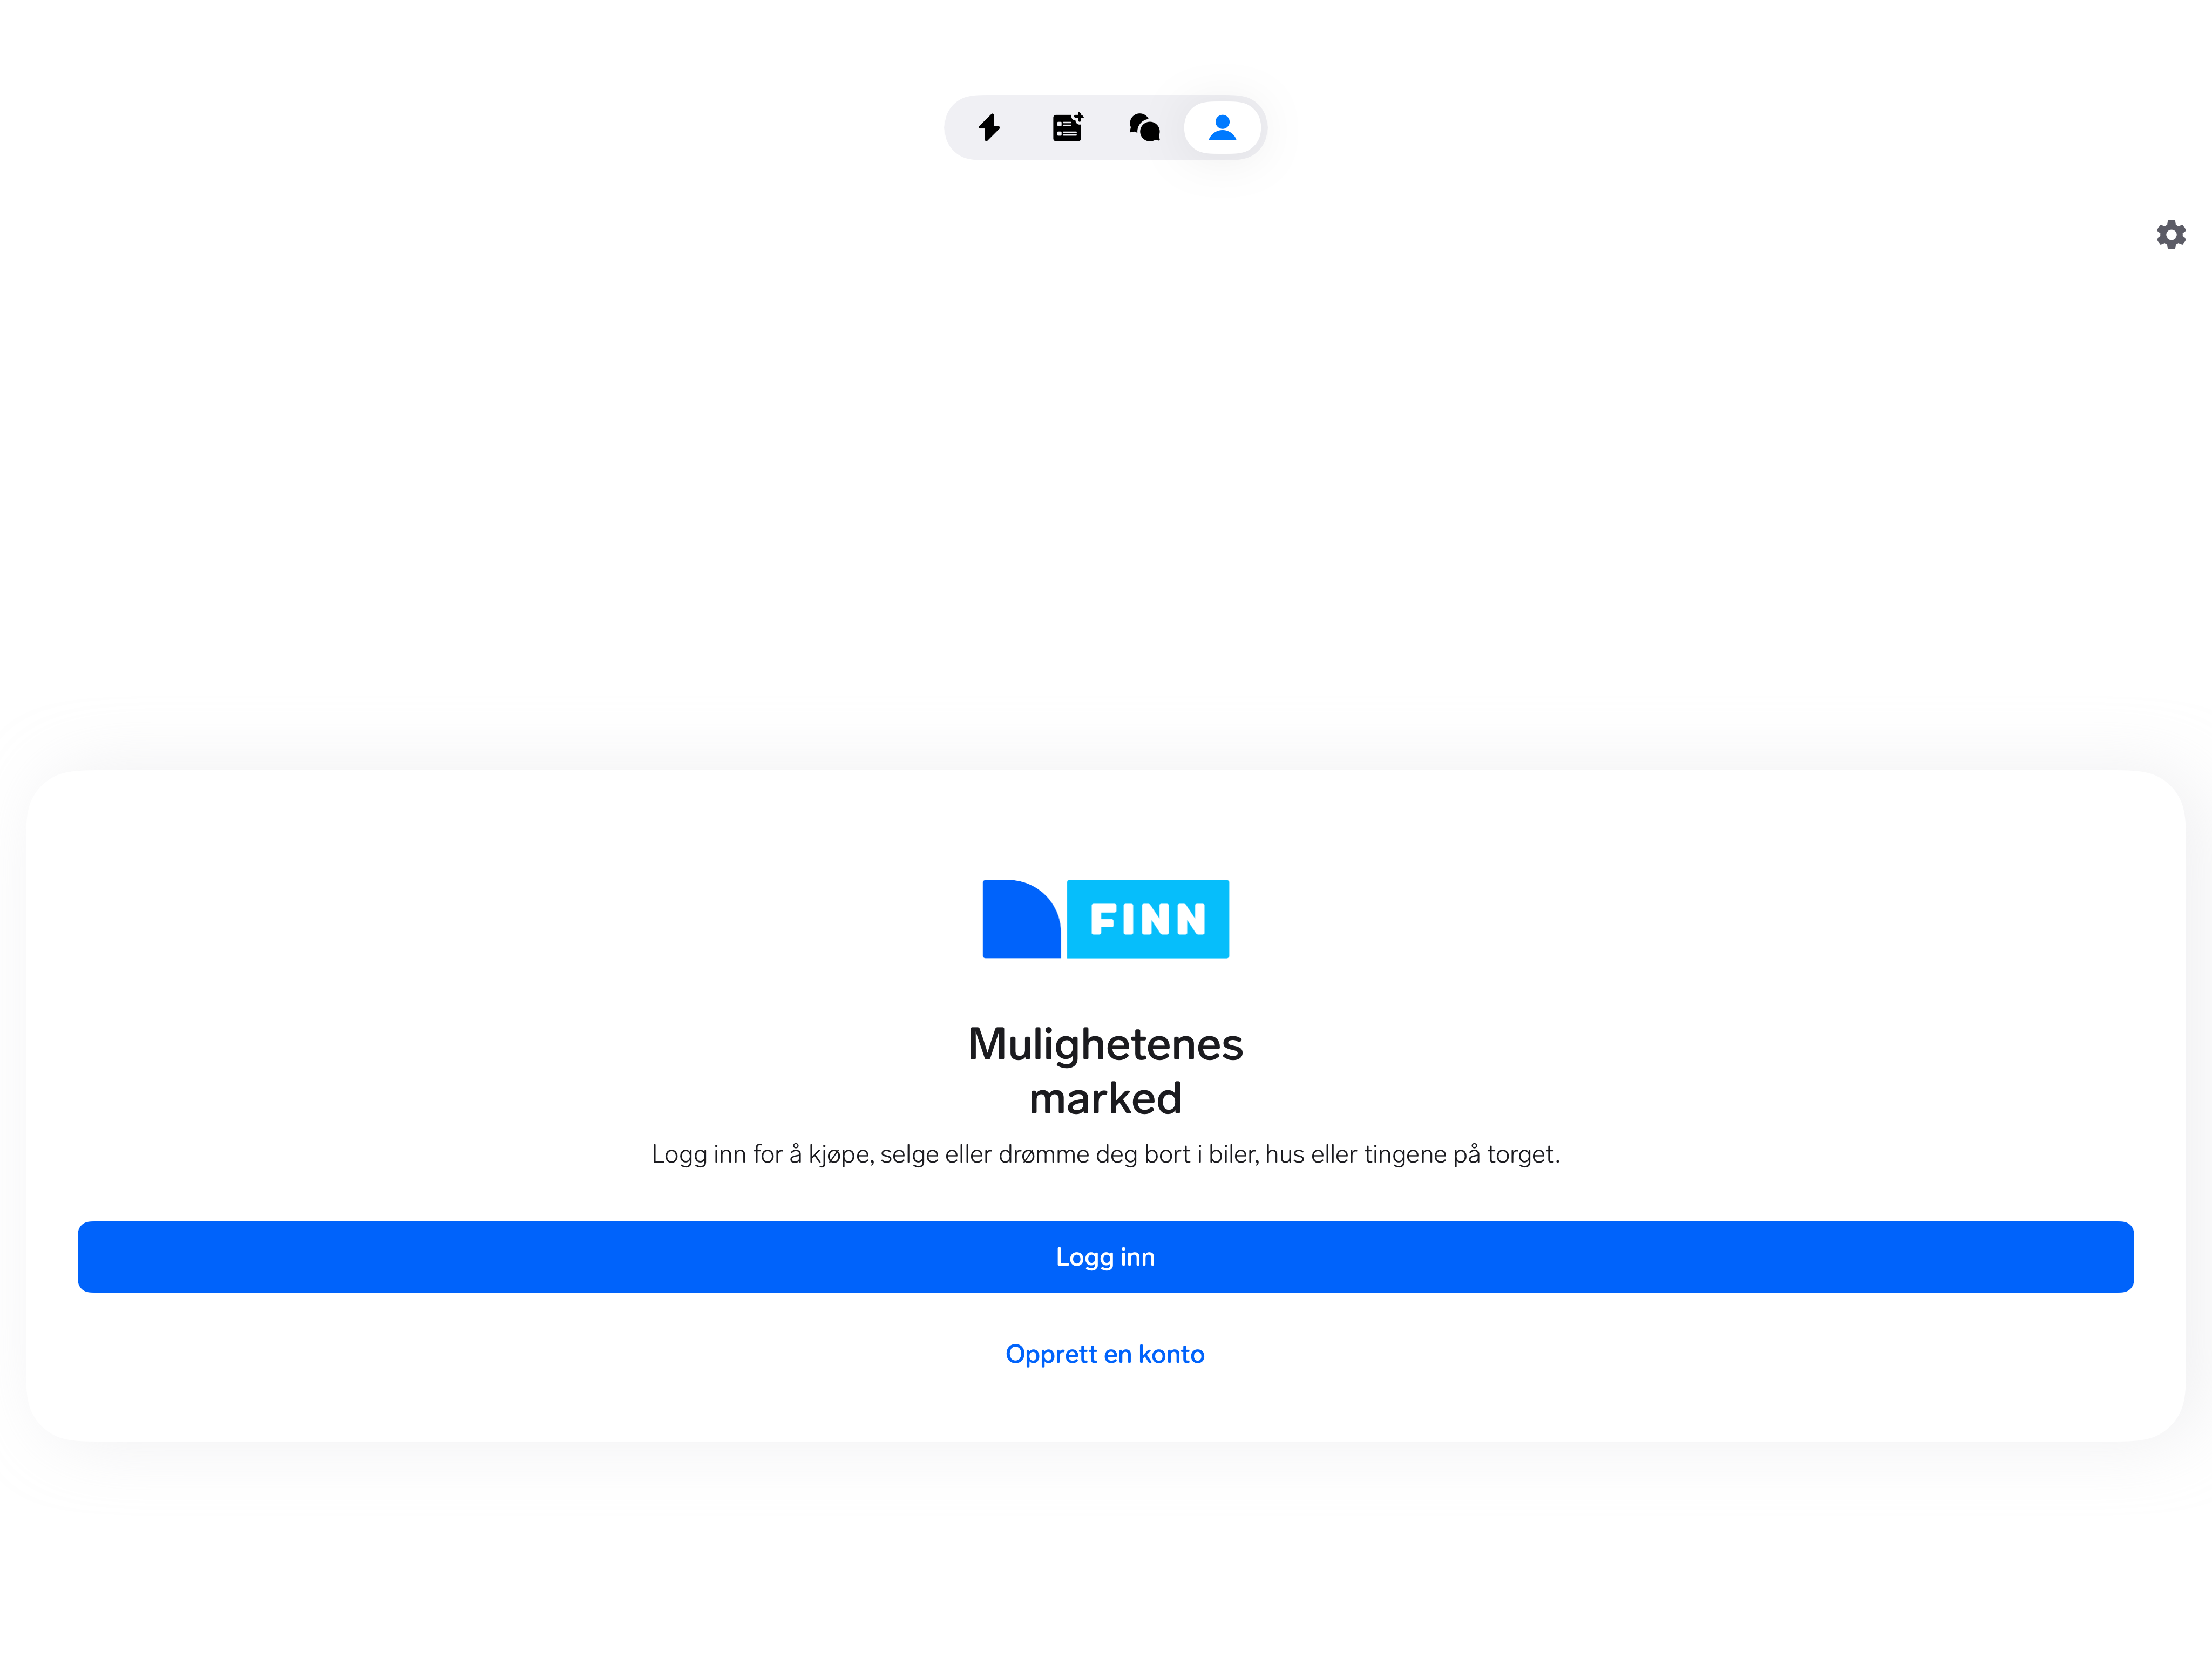 FINN
Mulighetenes
marked
Logg inn for å kjøpe, selge eller drømme deg bort i biler, hus eller tingene på torget.
Logg inn
Opprett en konto